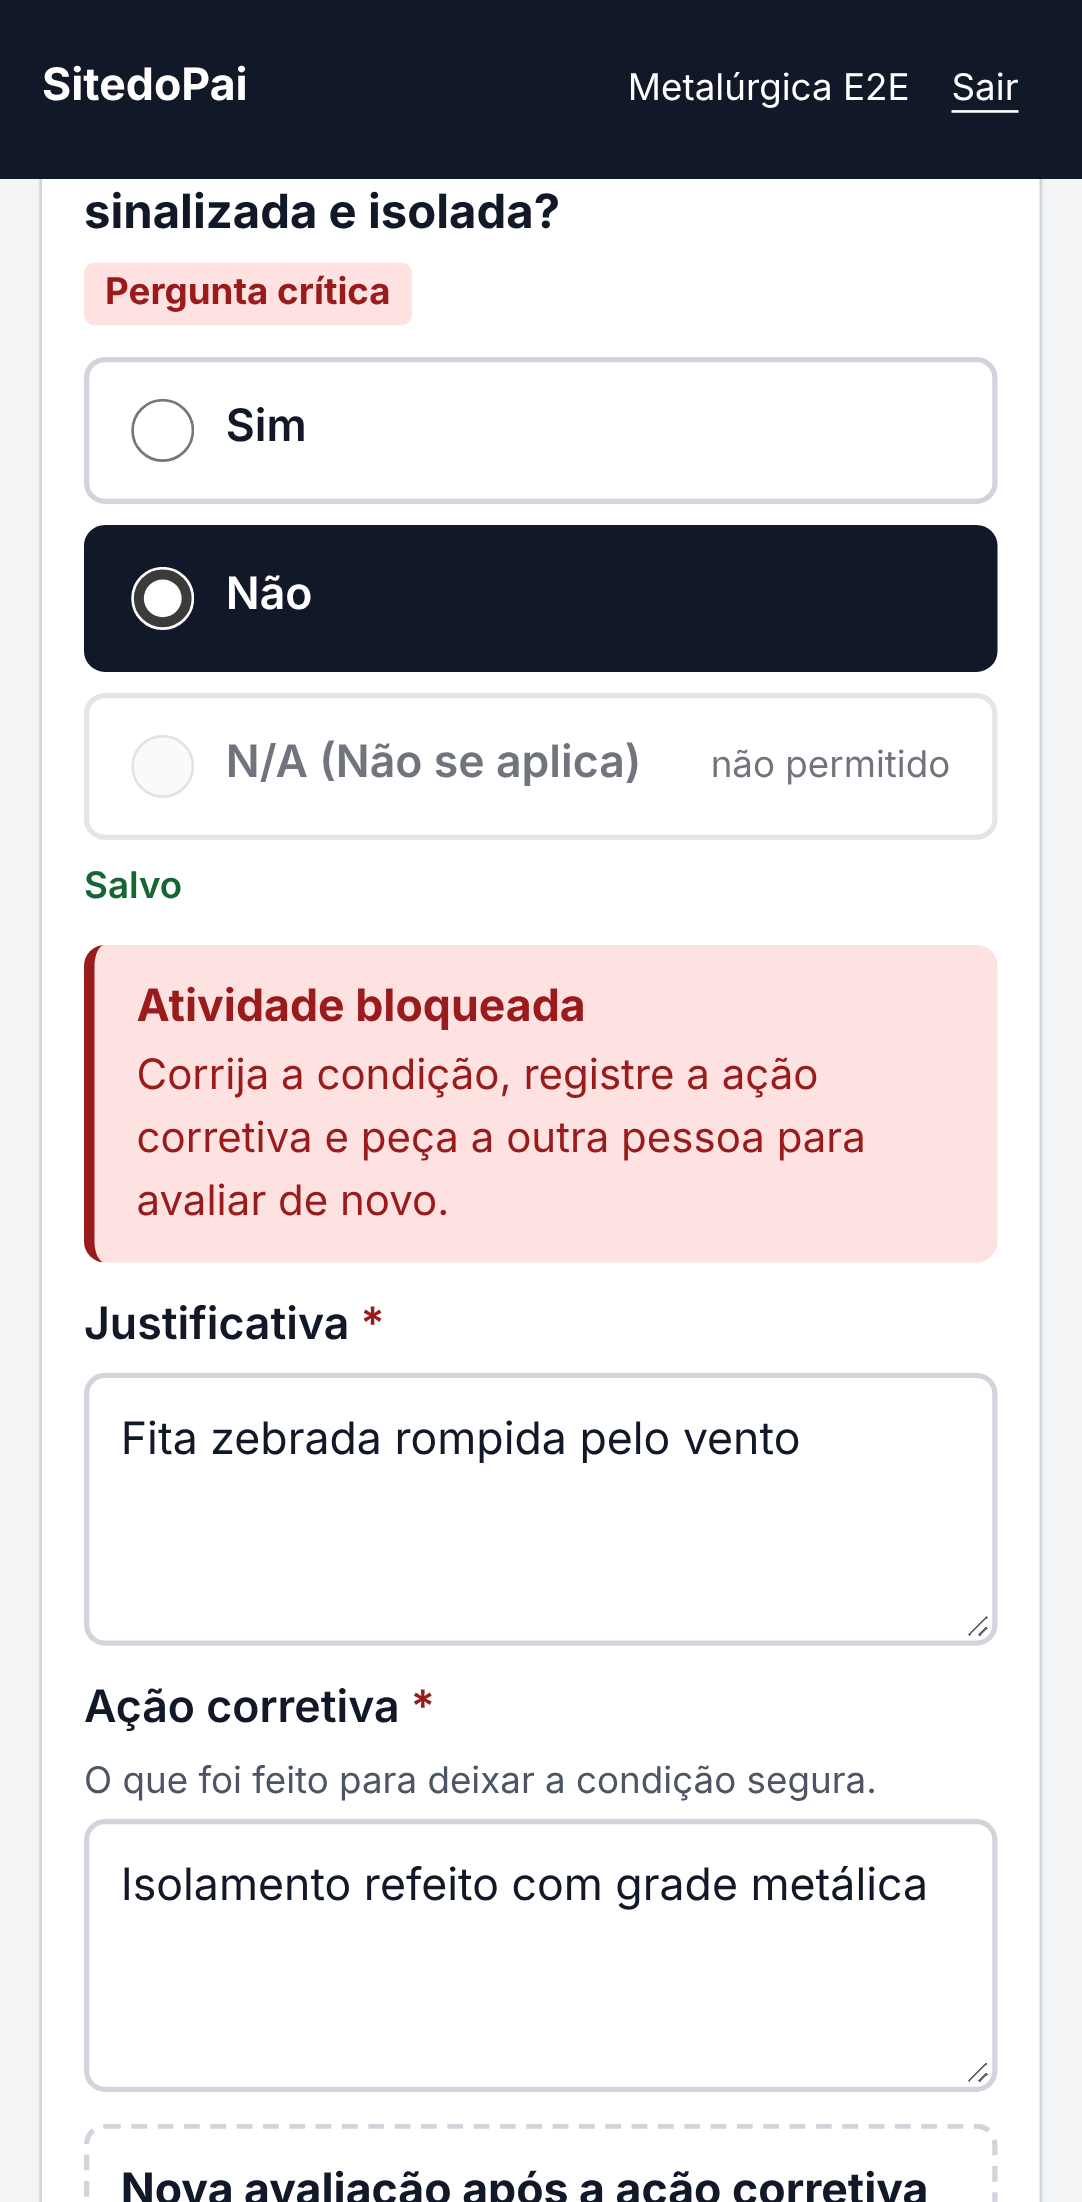 SitedoPai
Metalúrgica E2E
Sair
sinalizada e isolada?
Pergunta crítica
Sim
Não
N/A (Não se aplica)
não permitido
Salvo
Atividade bloqueada
Corrija a condição, registre a ação
corretiva e peça a outra pessoa para
avaliar de novo.
Justificativa *
Fita zebrada rompida pelo vento
Ação corretiva *
O que foi feito para deixar a condição segura.
Isolamento refeito com grade metálica
Nova avaliação após a ação corretiva